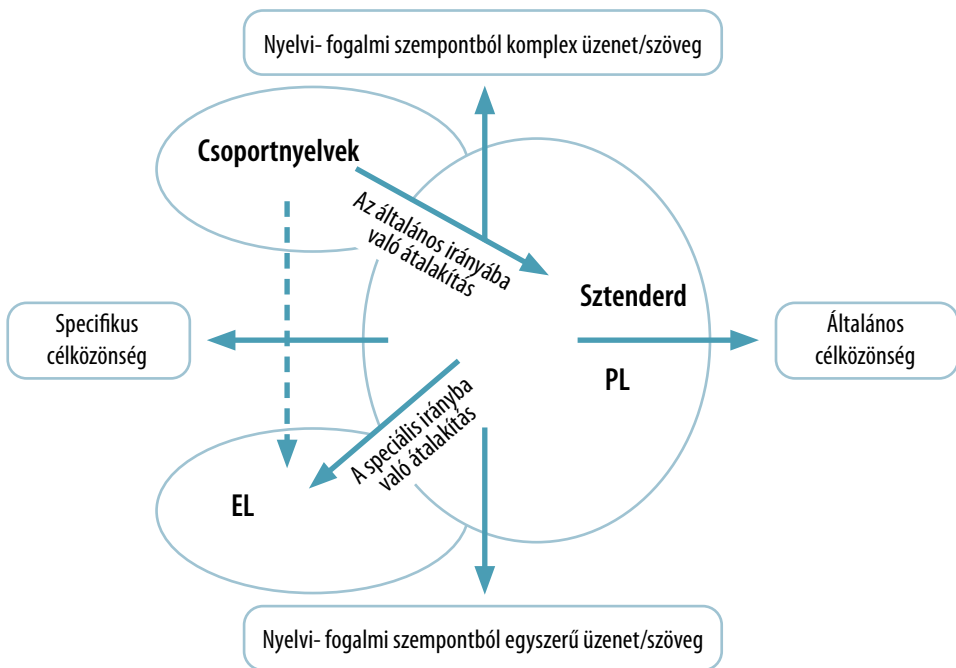 Nyelvi- fogalmi szempontból komplex üzenet/szöveg
Csoportnyelvek
Az általános irányába
való átalakítás
Sztenderd
Specifikus
célközönség
Általános
célközönség
PL
A speciális irányba
való átalakítás
EL
Nyelvi- fogalmi szempontból egyszerű üzenet/szöveg